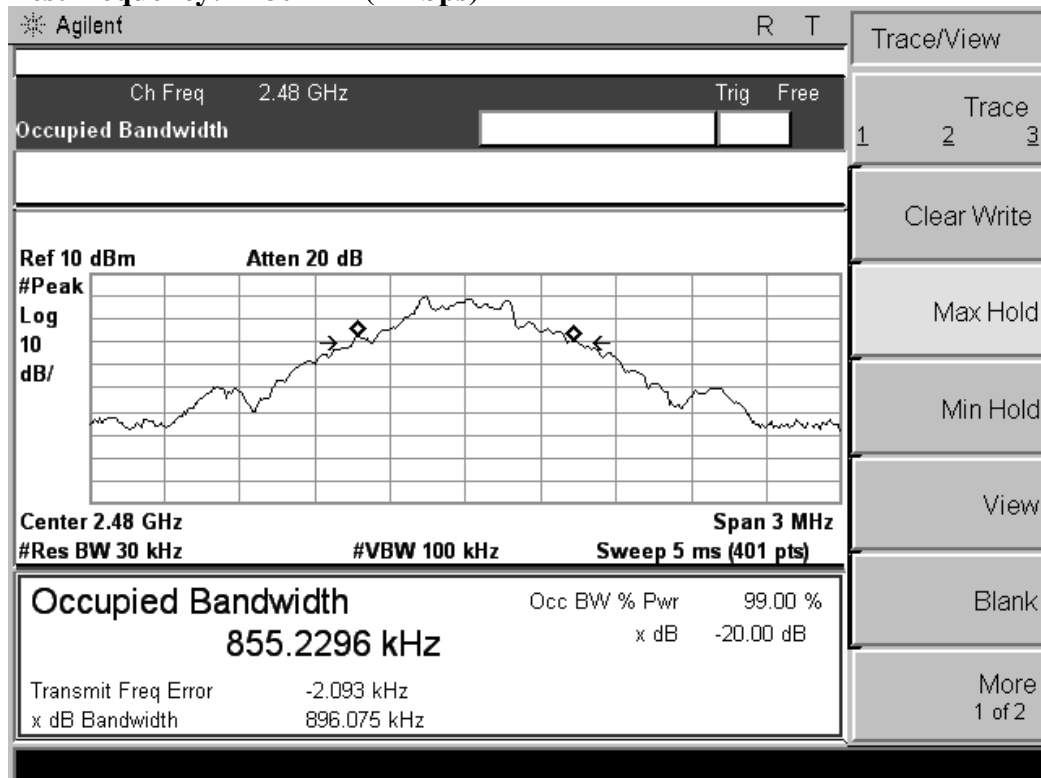 Agilent R T
Trace/View
Ch Freq 2.48 GHz Trig Free
Occupied Bandwidth
Trace
1 2 3
Clear Write
Ref 10 dBm Atten 20 dB
#Peak
Log
10
dB/
Max Hold
Min Hold
Center 2.48 GHz Span 3 MHz
#Res BW 30 kHz #VBW 100 kHz Sweep 5 ms (401 pts)
View
Occupied Bandwidth
855.2296 kHz
Occ BW % Pwr 99.00 %
x dB -20.00 dB
Transmit Freq Error -2.093 kHz
x dB Bandwidth 896.075 kHz
Blank
More
1 of 2